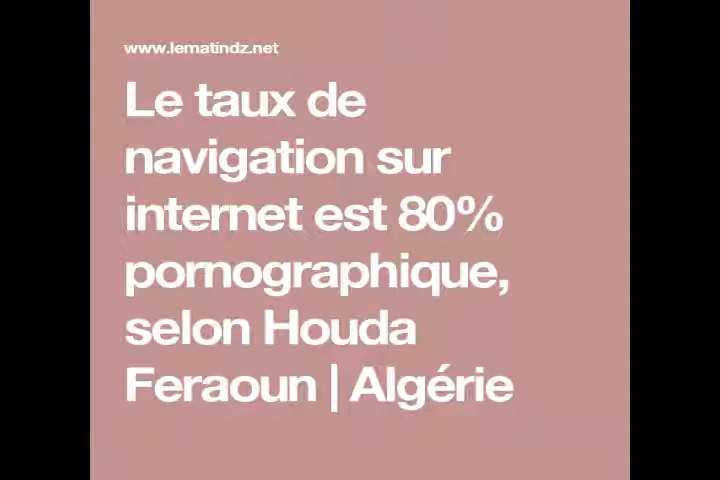 www.lematindz.net
Le taux de
navigation sur
internet est 80%
pornographique,
selon Houda
Feraoun | Algérie